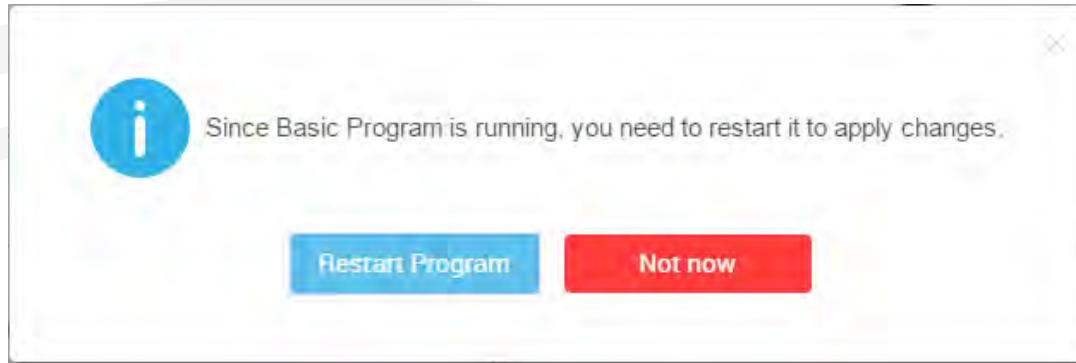 Since Basic Program is running, you need to restart it to apply changes.
Restart Program
Not now